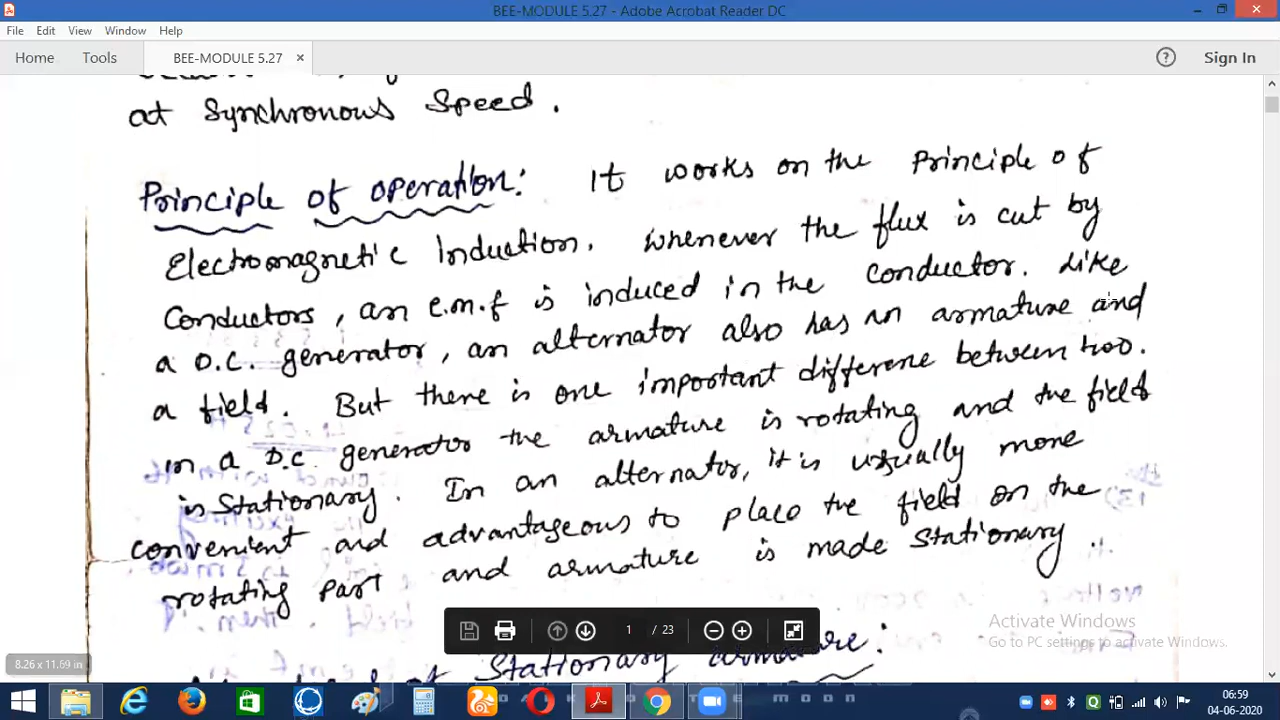 BEE-MODULE 5.27 - Adobe Acrobat Reader DC
File Edit View Window Help
Home Tools BEE-MODULE 5.27 × ? Sign In
at Synchronous Speed.
Principle of operation: It works on the Principle of
Electromagnetic Induction. Whenever the flux is cut by
Conductors, an e.m.f is induced in the conductor. Like
a D.C. generator, an alternator also has an armature and
a field. But there is one important difference between two.
In a D.C. generator the armature is rotating and the field
is Stationary. In an alternator, it is usually more
convenient and advantageous to place the field on the
rotating part and armature is made Stationary.
1 / 23
Activate Windows
Go to PC settings to activate Windows.
Stationary armature:
8.26 x 11.69 in
06:59
04-06-2020